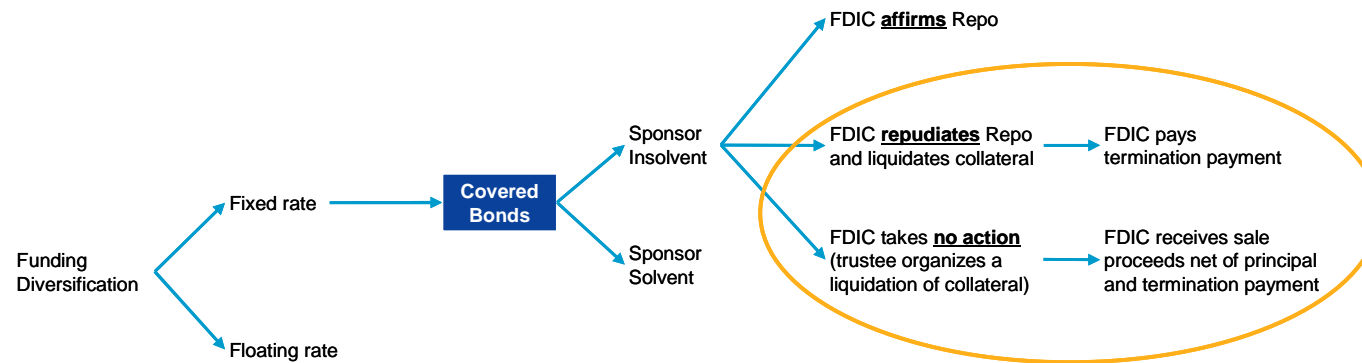 FDIC affirms Repo
Sponsor
Insolvent
FDIC repudiates Repo
and liquidates collateral
FDIC pays
termination payment
Fixed rate
Covered
Bonds
Funding
Diversification
Sponsor
Solvent
FDIC takes no action
(trustee organizes a
liquidation of collateral)
FDIC receives sale
proceeds net of principal
and termination payment
Floating rate